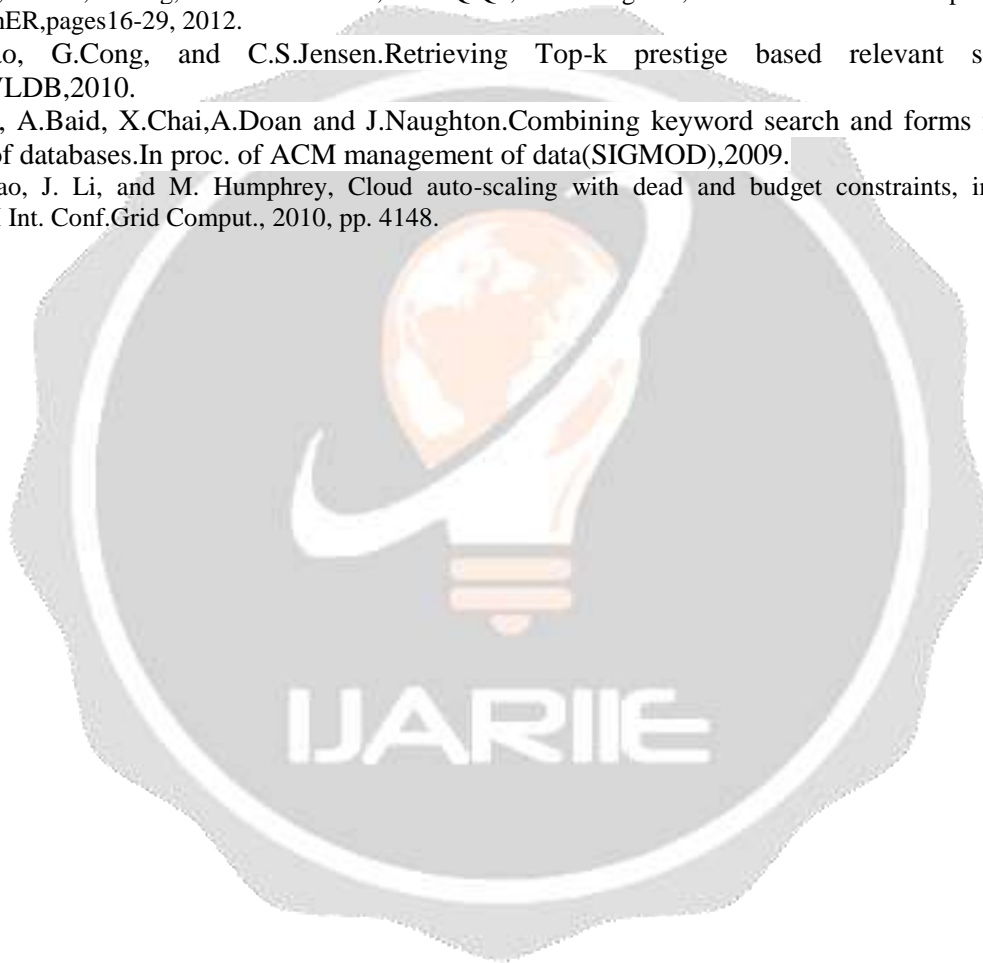 nER,pages16-29, 2012.
o, G.Cong, and C.S.Jensen.Retrieving Top-k prestige based relevant s
VLDB,2010.
, A.Baid, X.Chai,A.Doan and J.Naughton.Combining keyword search and forms
of databases.In proc. of ACM management of data(SIGMOD),2009.
ao, J. Li, and M. Humphrey, Cloud auto-scaling with dead and budget constraints, in
Int. Conf.Grid Comput., 2010, pp. 4148.
IJARIIE